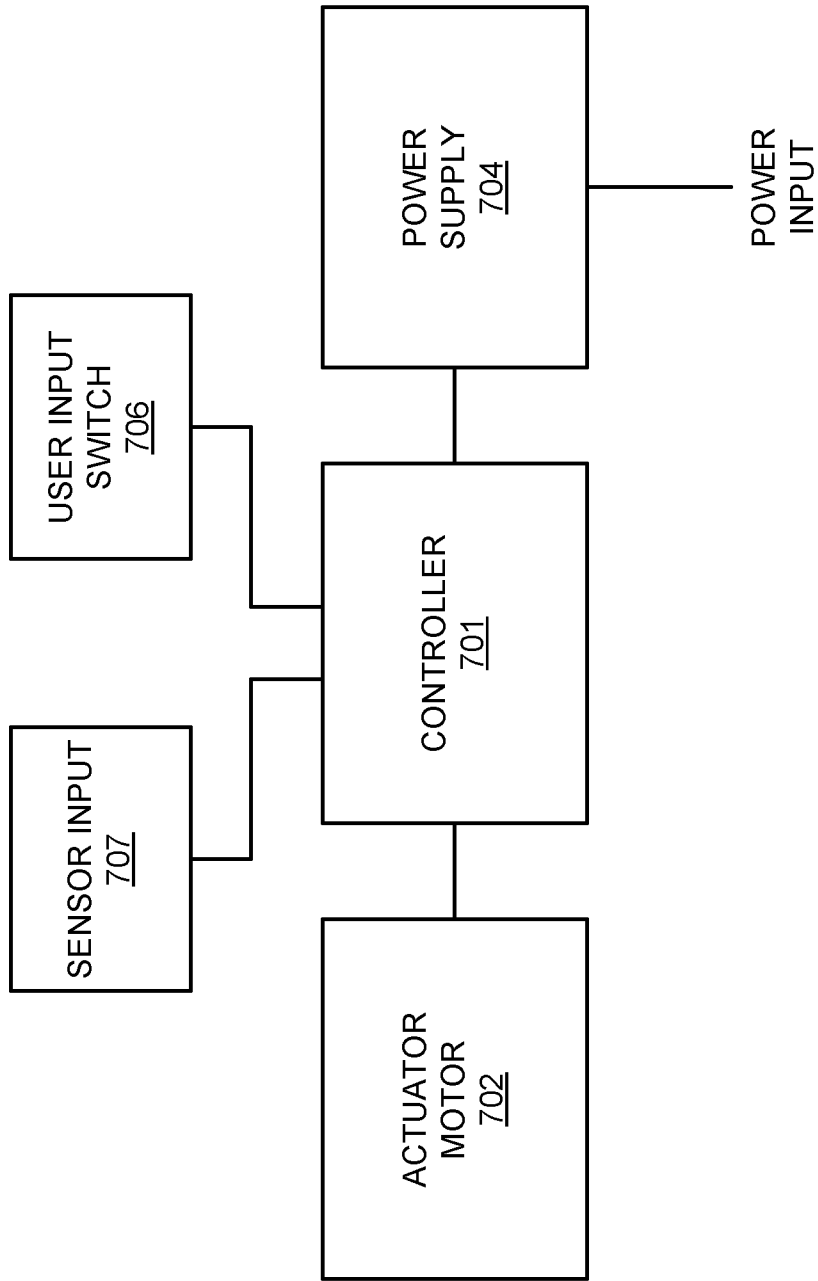 SENSOR INPUT
707
USER INPUT
SWITCH
706
ACTUATOR
MOTOR
702
CONTROLLER
701
POWER
SUPPLY
704
POWER
INPUT